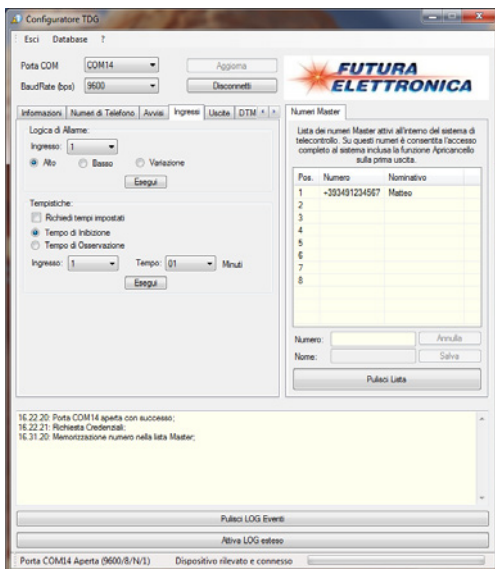 Configuratore TDG
Esci Database ?
Porta COM COM14 Aggiorna
BaudRate (bps) 9600 Disconnetti
FUTURA
ELETTRONICA
Informazioni Numeri di Telefono Avvisi Ingressi Uscite DTM
Logica di Allarme:
Ingresso: 1
Alto Basso Variazione
Esegui
Tempistiche:
Richiedi tempi impostati
Tempo di Inibizione
Tempo di Osservazione
Ingresso: 1 Tempo: 01 Minuti
Esegui
Numeri Master
Lista dei numeri Master attivi all'interno del sistema di
telecontrollo. Su questi numeri è consentita l'accesso
completo al sistema inclusa la funzione Apricancello
sulla prima uscita.
Pos. Numero Nominativo
1 +393491234567 Matteo
2
3
4
5
6
7
8
Numero: Annulla
Nome: Salva
Pulisci Lista
16.22.20: Porta COM14 aperta con successo;
16.22.21: Richiesta Credenziali:
16.31.20: Memorizzazione numero nella lista Master;
Pulisci LOG Eventi
Attiva LOG esteso
Porta COM14 Aperta (9600/8/N/1) Dispositivo rilevato e connesso